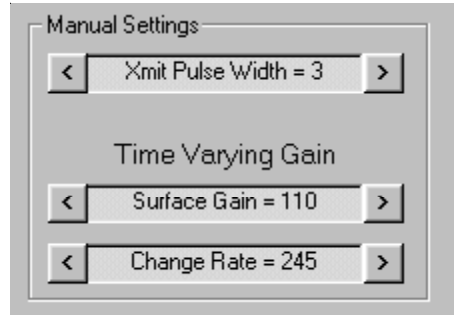 Manual Settings
< Xmit Pulse Width = 3 >
Time Varying Gain
< Surface Gain = 110 >
< Change Rate = 245 >